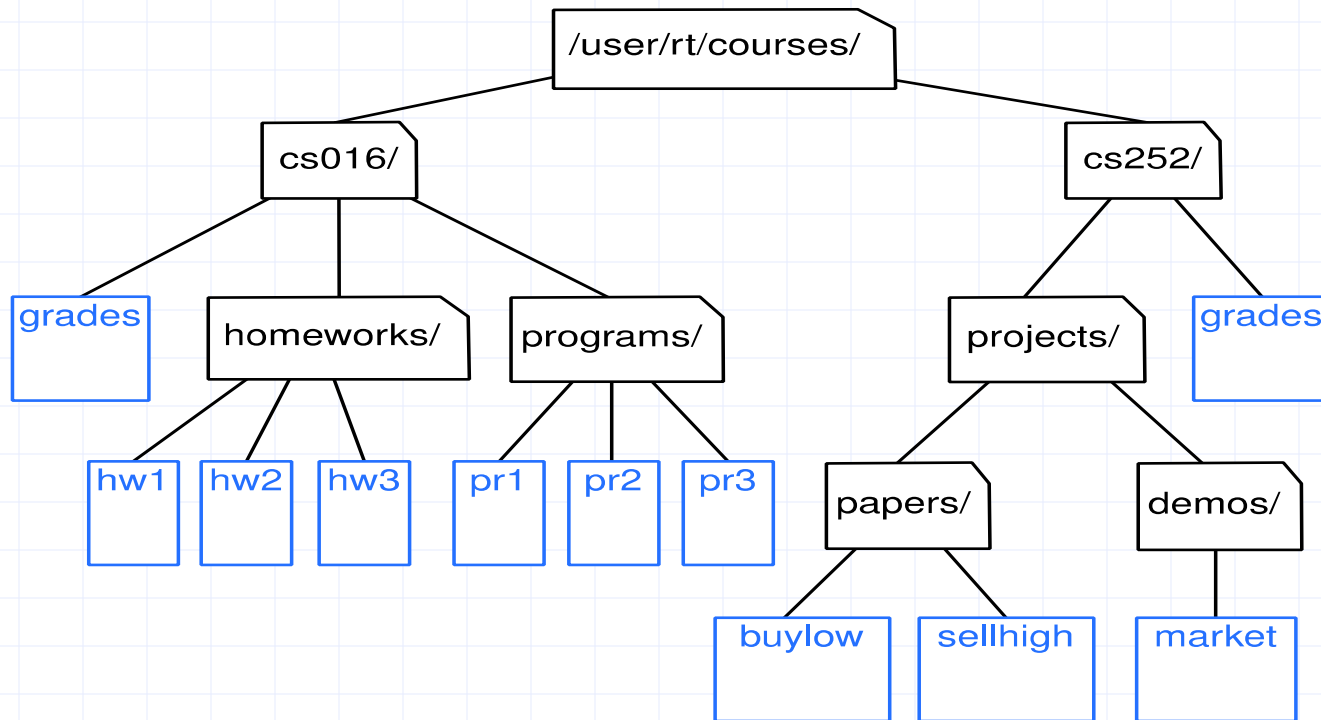 /user/rt/courses/
cs016/
cs252/
grades
homeworks/
programs/
projects/
grades
hw1
hw2
hw3
pr1
pr2
pr3
papers/
demos/
buylow
sellhigh
market